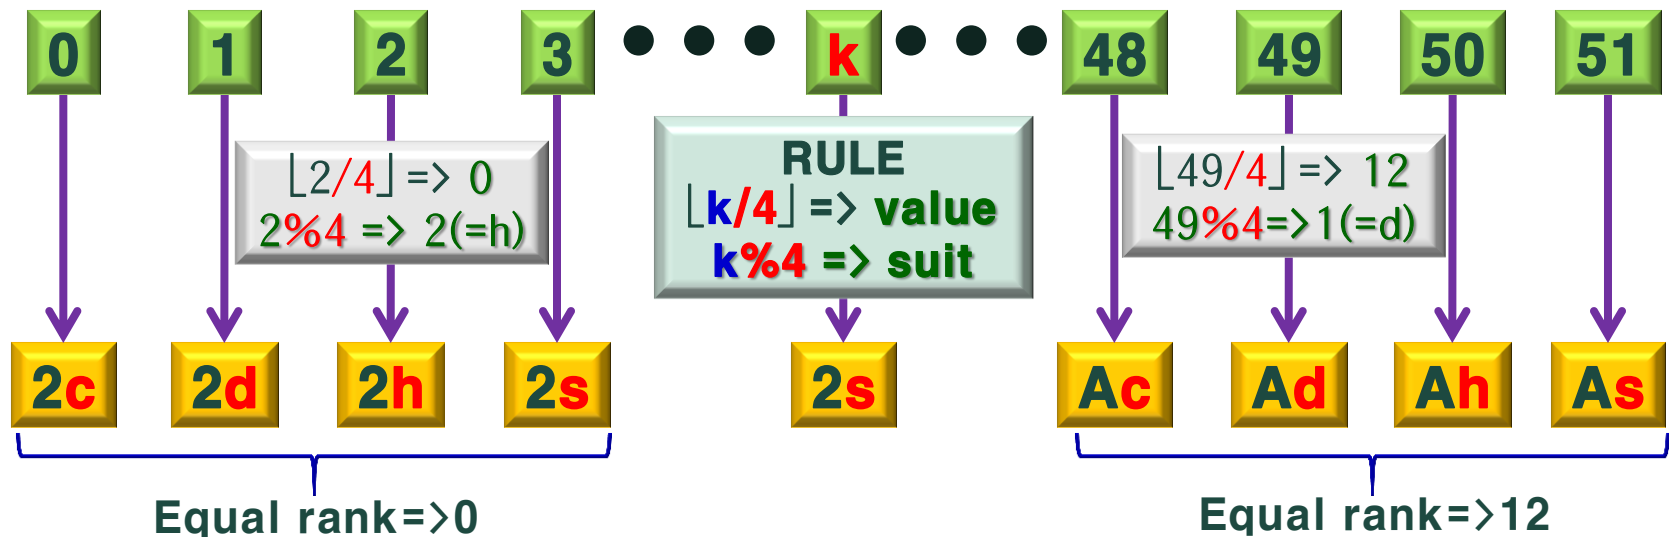 0 1 2 3 k 48 49 50 51
⌊2/4⌋ => 0
2%4 => 2(=h)
RULE
⌊k/4⌋ => value
k%4 => suit
⌊49/4⌋ => 12
49%4=>1(=d)
2c 2d 2h 2s 2s Ac Ad Ah As
Equal rank=>0
Equal rank=>12